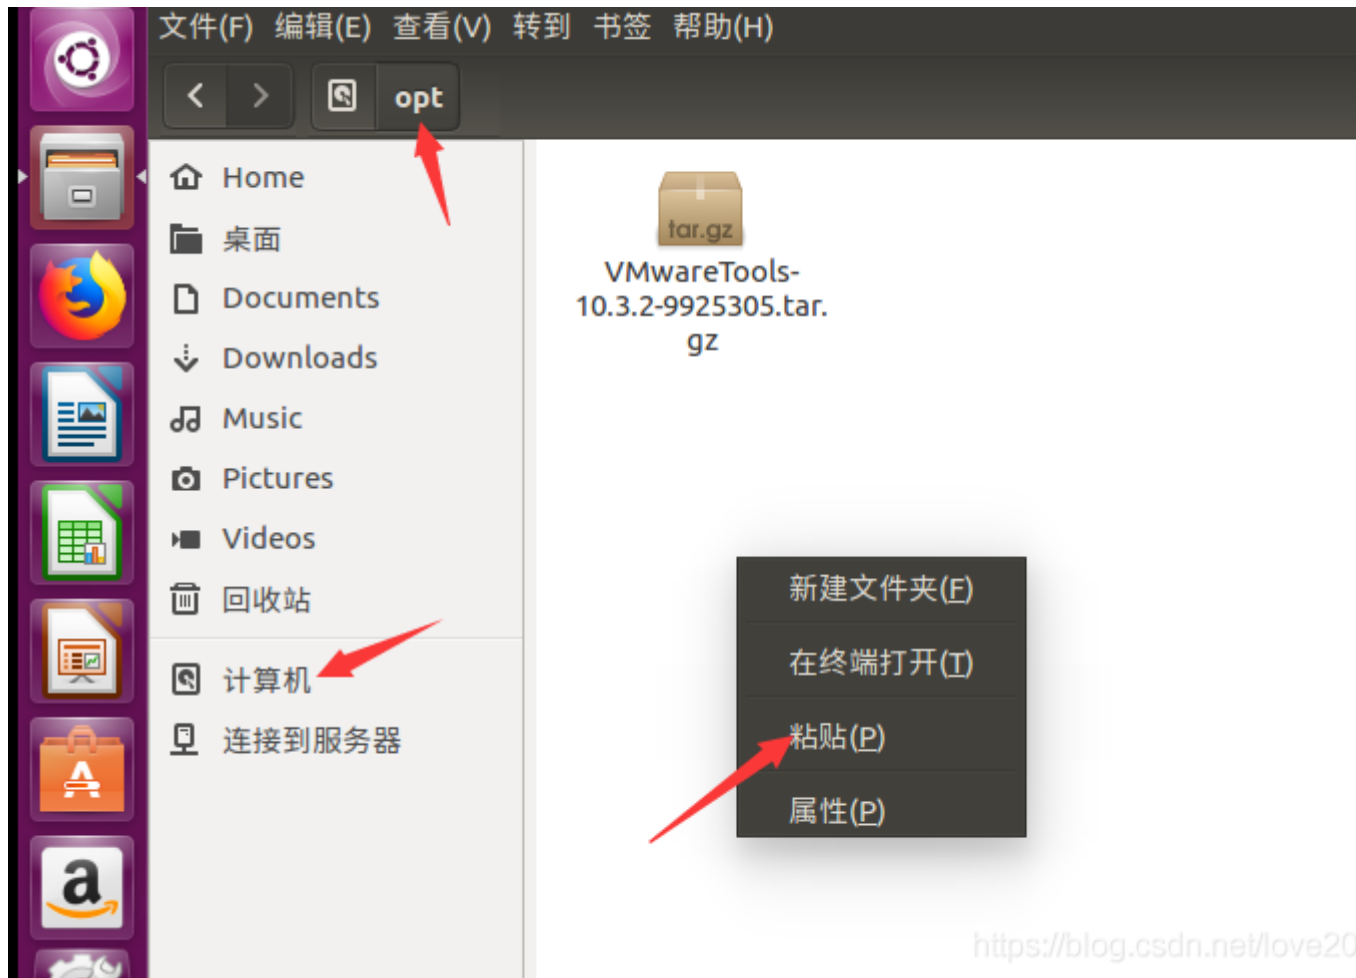 文件(F) 编辑(E) 查看(V) 转到 书签 帮助(H)
opt
Home
桌面
Documents
Downloads
Music
Pictures
Videos
回收站
计算机
连接到服务器
tar.gz
VMwareTools-
10.3.2-9925305.tar.
gz
新建文件夹(F)
在终端打开(T)
粘贴(P)
属性(P)
A
a
https://blog.csdn.net/love20